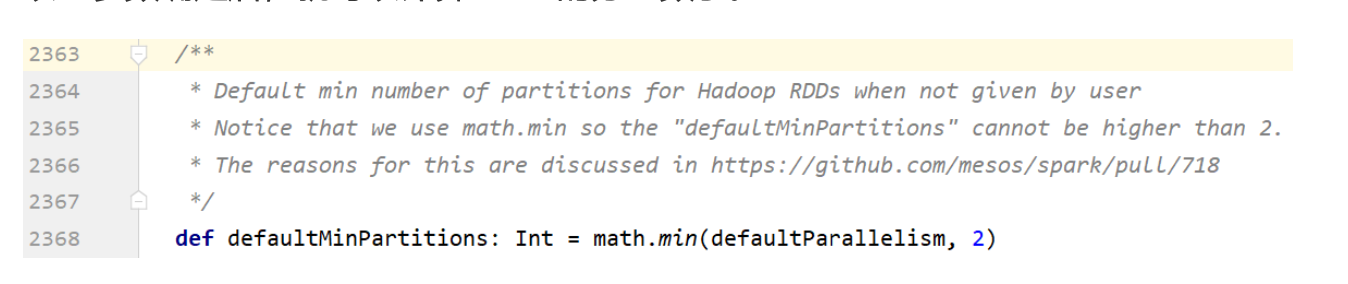 2363 /**
2364 * Default min number of partitions for Hadoop RDDs when not given by user
2365 * Notice that we use math.min so the "defaultMinPartitions" cannot be higher than 2.
2366 * The reasons for this are discussed in https://github.com/mesos/spark/pull/718
2367 */
2368 def defaultMinPartitions: Int = math.min(defaultParallelism, 2)